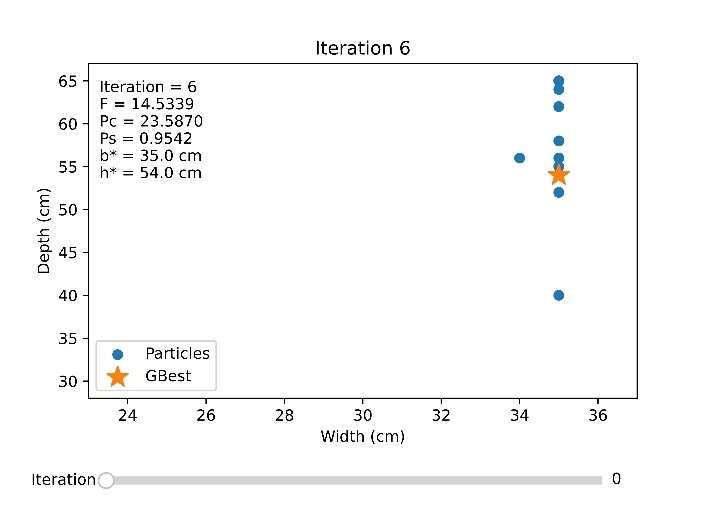 Iteration 6
Iteration = 6
F = 14.5339
Pc = 23.5870
Ps = 0.9542
b* = 35.0 cm
h* = 54.0 cm
Depth (cm)
65
60
55
50
45
40
35
30
Particles
GBest
24 26 28 30 32 34 36
Width (cm)
Iteration 0